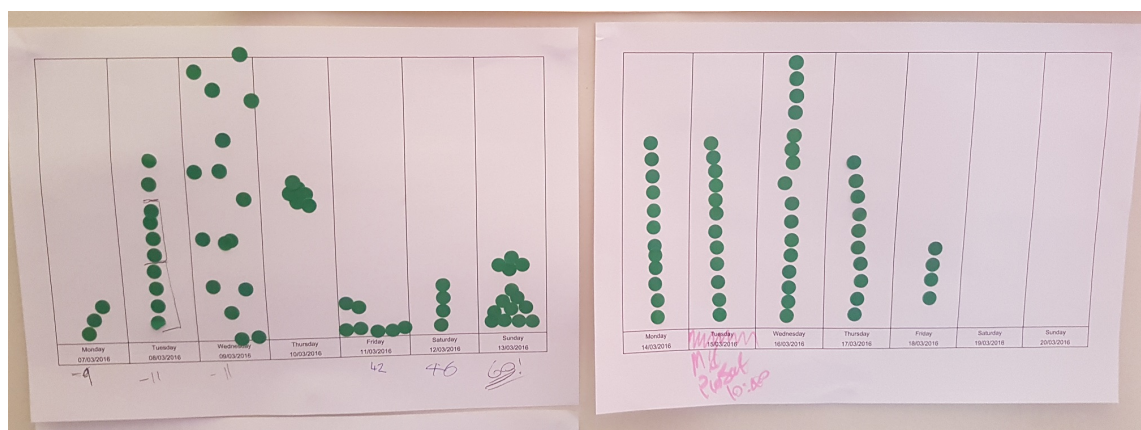 Monday Tuesday Wednesday Thursday Friday Saturday Sunday
07/03/2016 08/03/2016 09/03/2016 10/03/2016 11/03/2016 12/03/2016 13/03/2016
-9 -11 -11 42 46
Monday Tuesday Wednesday Thursday Friday Saturday Sunday
14/03/2016 15/03/2016 16/03/2016 17/03/2016 18/03/2016 19/03/2016 20/03/2016
10:00